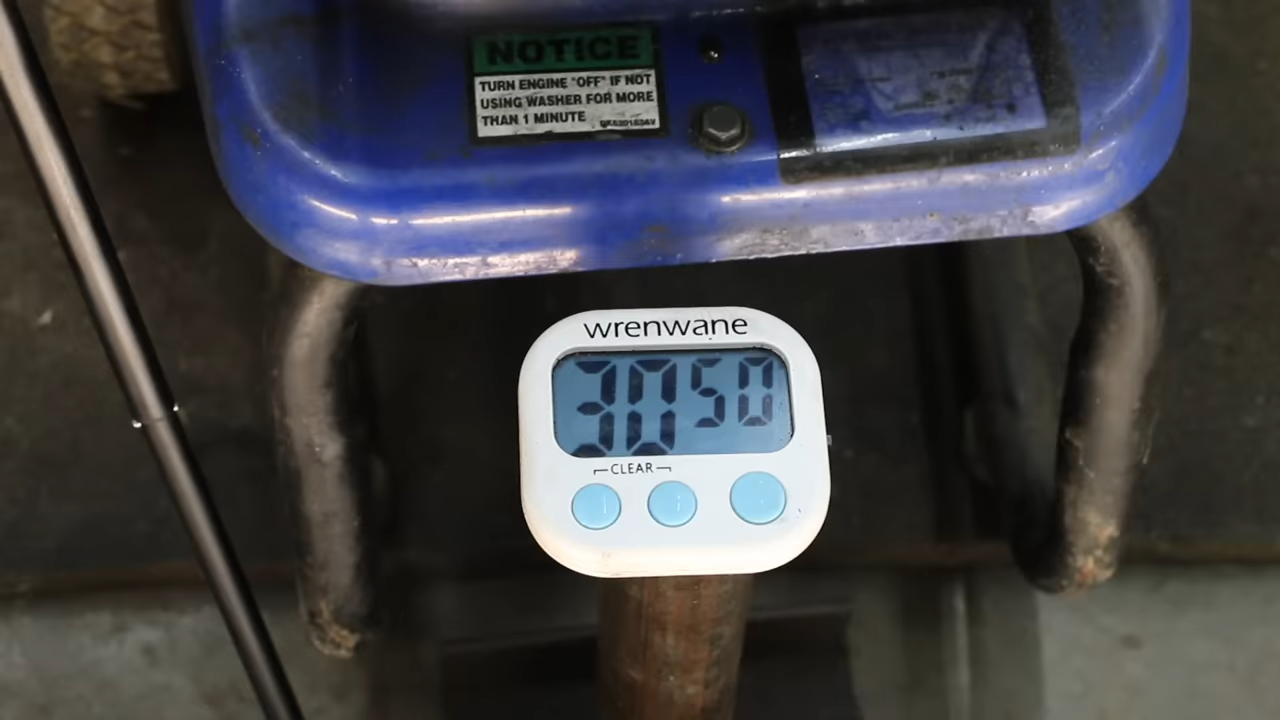 NOTICE
TURN ENGINE "OFF" IF NOT
USING WASHER FOR MORE
THAN 1 MINUTE
wrenwane
30 50
CLEAR